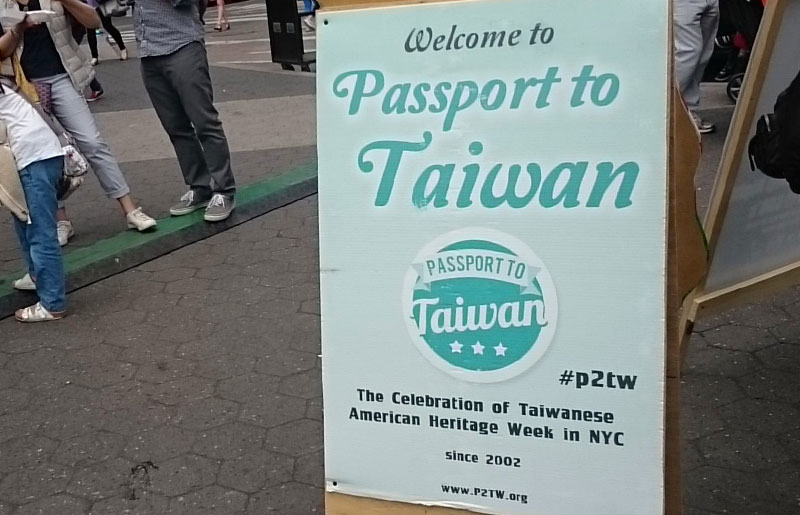 Welcome to
Passport to
Taiwan
PASSPORT TO
Taiwan
#p2tw
The Celebration of Taiwanese
American Heritage Week in NYC
since 2002
www.P2TW.org